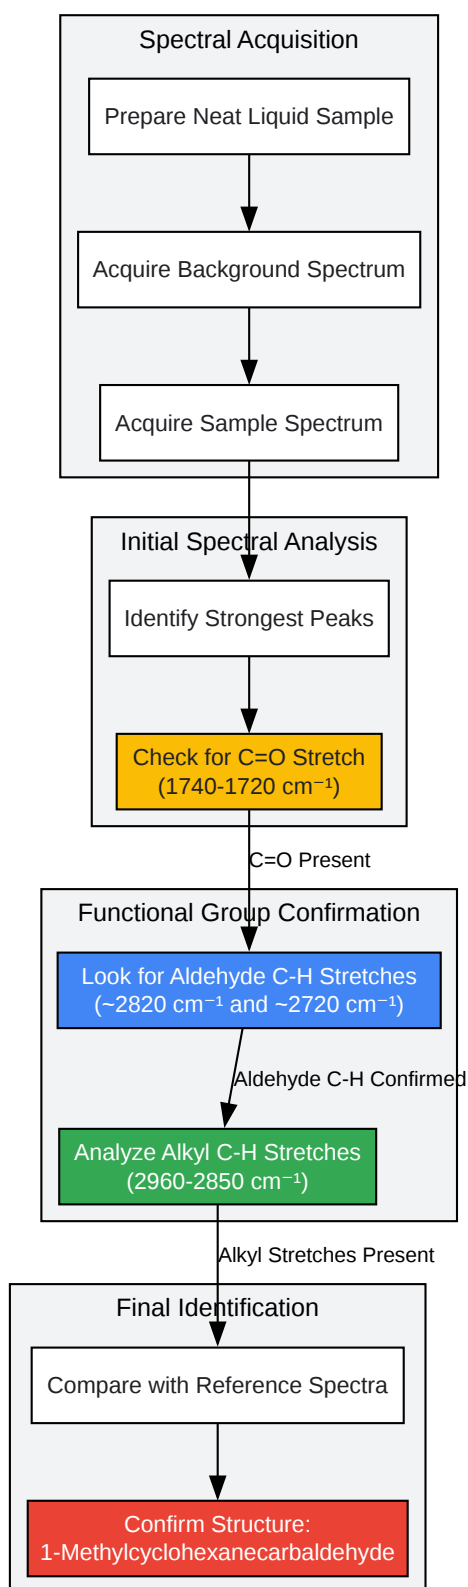 Spectral Acquisition
Prepare Neat Liquid Sample
Acquire Background Spectrum
Acquire Sample Spectrum
Initial Spectral Analysis
Identify Strongest Peaks
Check for C=O Stretch
(1740-1720 cm⁻¹)
C=O Present
Functional Group Confirmation
Look for Aldehyde C-H Stretches
(~2820 cm⁻¹ and ~2720 cm⁻¹)
Aldehyde C-H Confirmed
Analyze Alkyl C-H Stretches
(2960-2850 cm⁻¹)
Alkyl Stretches Present
Final Identification
Compare with Reference Spectra
Confirm Structure:
1-Methylcyclohexanecarbaldehyde